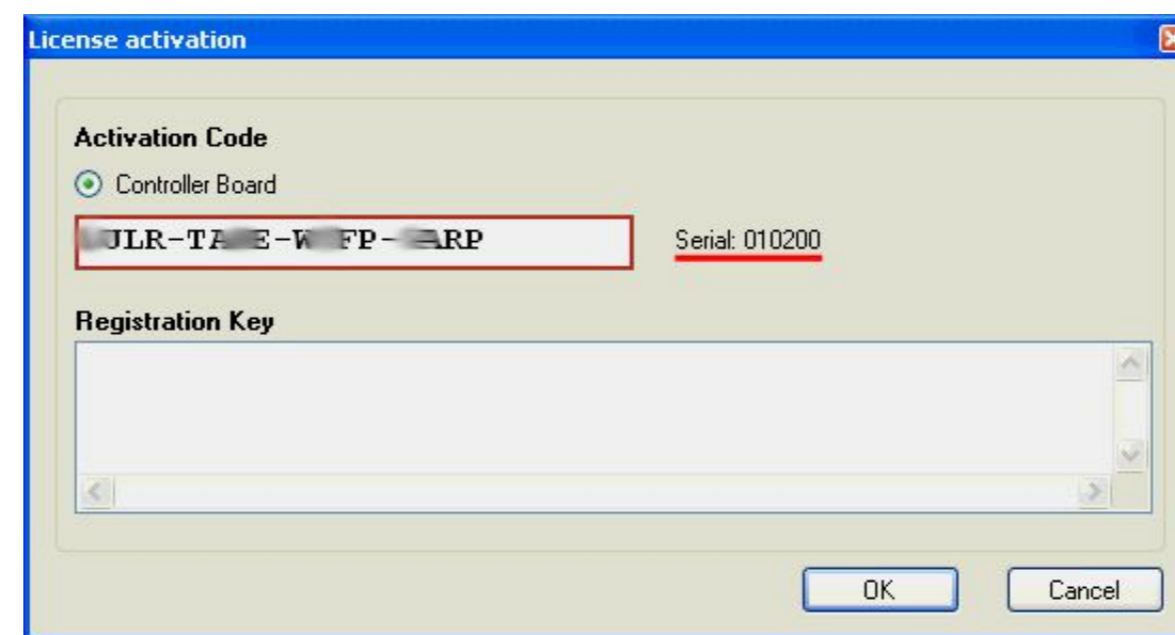 License activation
Activation Code
Controller Board
Serial: 010200
Registration Key
OK
Cancel